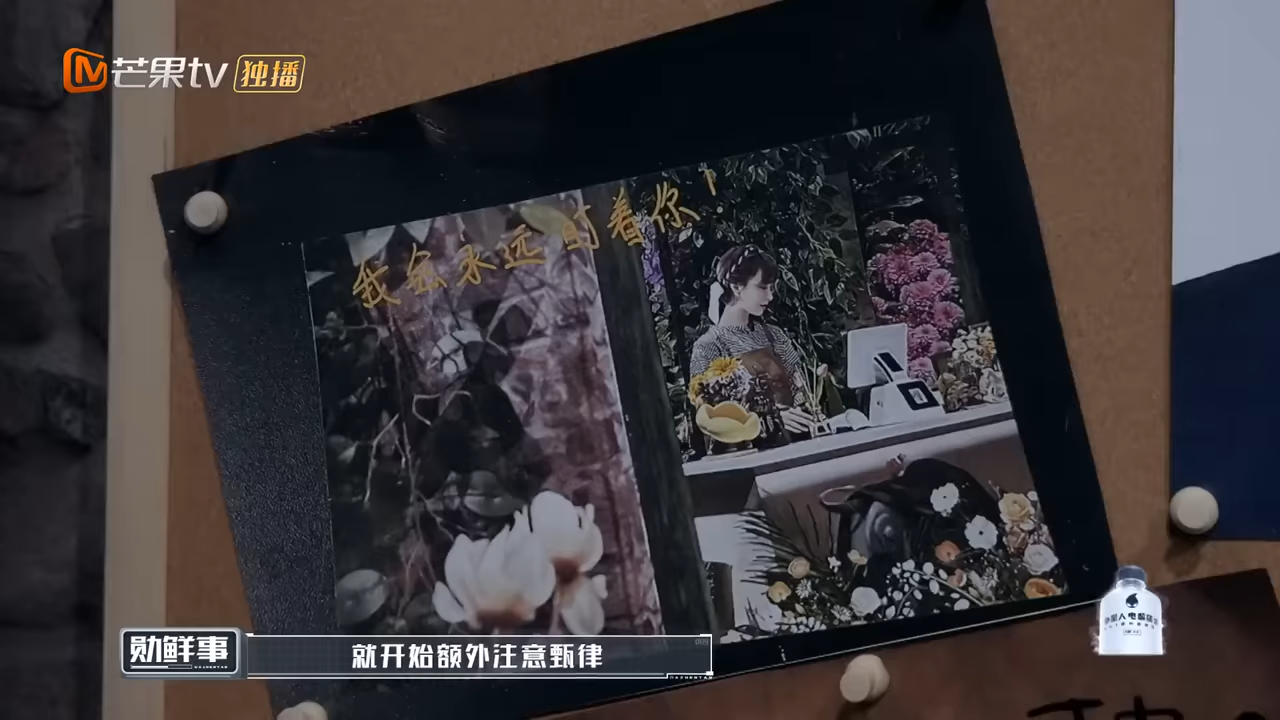 芒果tv 独播
我会永远盯着你!
勋鲜事
就开始额外注意甄律